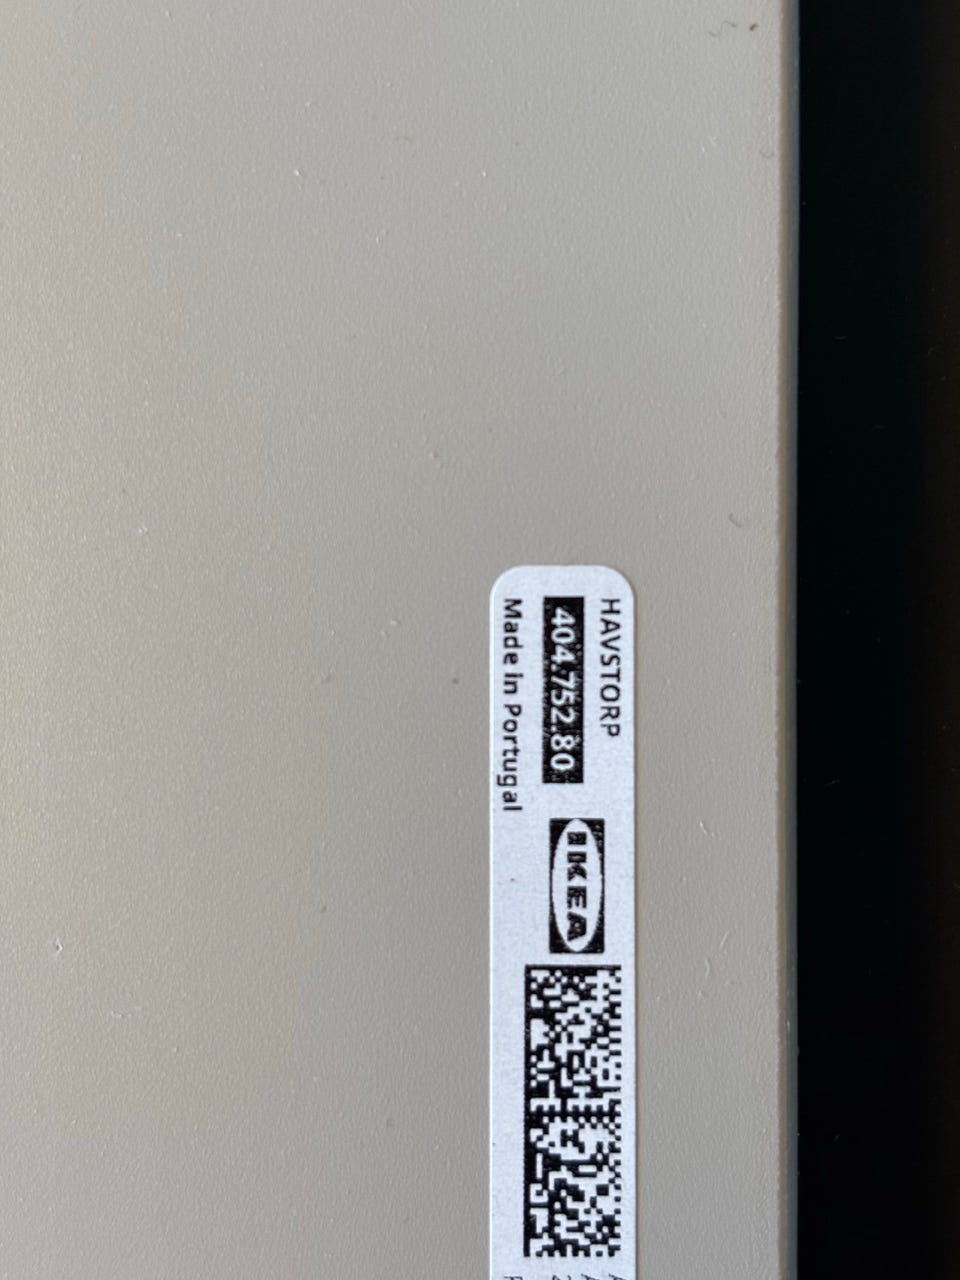 HAVSTORP
404.752.80
Made in Portugal
IKEA